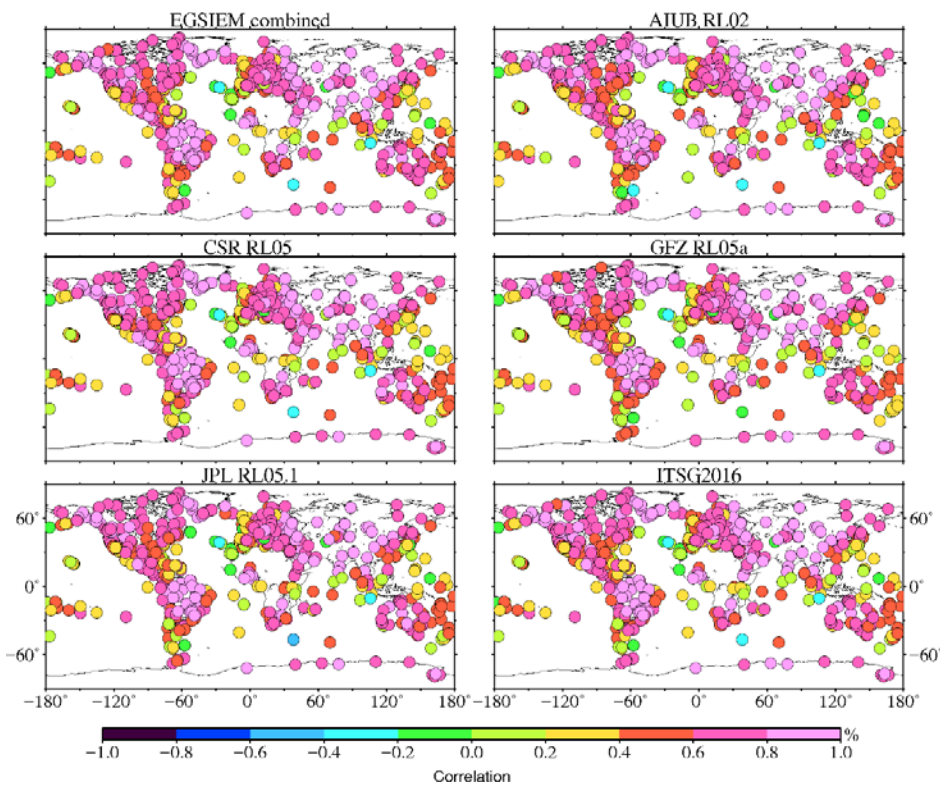 EGSIEM combined AIUB RL02
CSR RL05 GFZ RL05a
JPL RL05.1 ITSG2016
60° 60°
0° 0°
−60° −60°
−180° −120° −60° 0° 60° 120° 180° −120° −60° 0° 60° 120° 180°
%
−1.0 −0.8 −0.6 −0.4 −0.2 0.0 0.2 0.4 0.6 0.8 1.0
Correlation